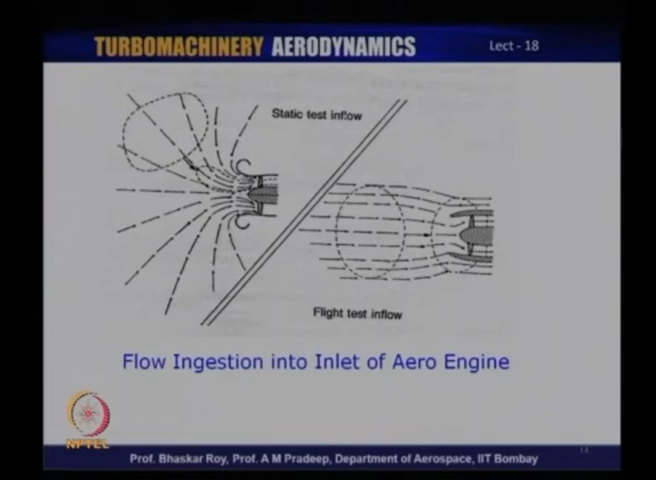 TURBOMACHINERY AERODYNAMICS
Lect - 18
Static test inflow
Flight test inflow
Flow Ingestion into Inlet of Aero Engine
NPTEL
Prof. Bhaskar Roy, Prof. A M Pradeep, Department of Aerospace, IIT Bombay
14